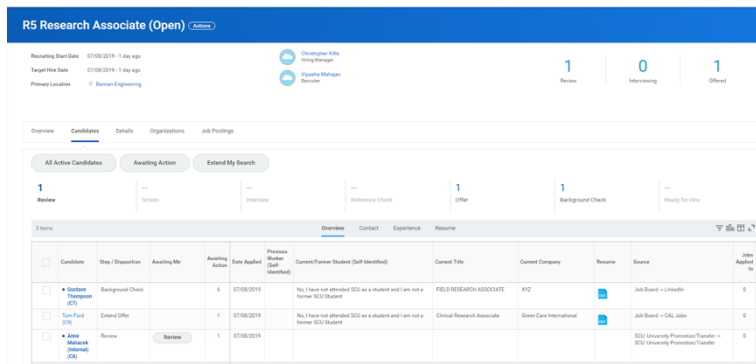 R5 Research Associate (Open) Actions
Recruiting Start Date 07/08/2019 - 1 day ago
Target Hire Date 07/08/2019 - 1 day ago
Primary Location Bannan Engineering
Christopher Kitts
Hiring Manager
Vipasha Mahajan
Recruiter
1 0 1
Review Interviewing Offered
Overview Candidates Details Organizations Job Postings
All Active Candidates Awaiting Action Extend My Search
1 -- -- -- 1 1 --
Review Screen Interview Reference Check Offer Background Check Ready for Hire
3 items Overview Contact Experience Resume
Candidate Step / Disposition Awaiting Me Awaiting Action Date Applied Previous Worker (Self-Identified) Current/Former Student (Self-Identified) Current Title Current Company Resume Source Jobs Applied to
Gustave Thompson (C7) Background Check 6 07/08/2019 No, I have not attended SCU as a student and I am not a former SCU Student FIELD RESEARCH ASSOCIATE XYZ Job Board -> LinkedIn 0
Tom Ford (C9) Extend Offer 1 07/08/2019 No, I have not attended SCU as a student and I am not a former SCU Student Clinical Research Associate Green Care International Job Board -> CAL Jobs 0
Anne Mahacek (Internal) (C8) Review Review 1 07/08/2019 SCU: University Promotion/Transfer -> SCU: University Promotion/Transfer 0